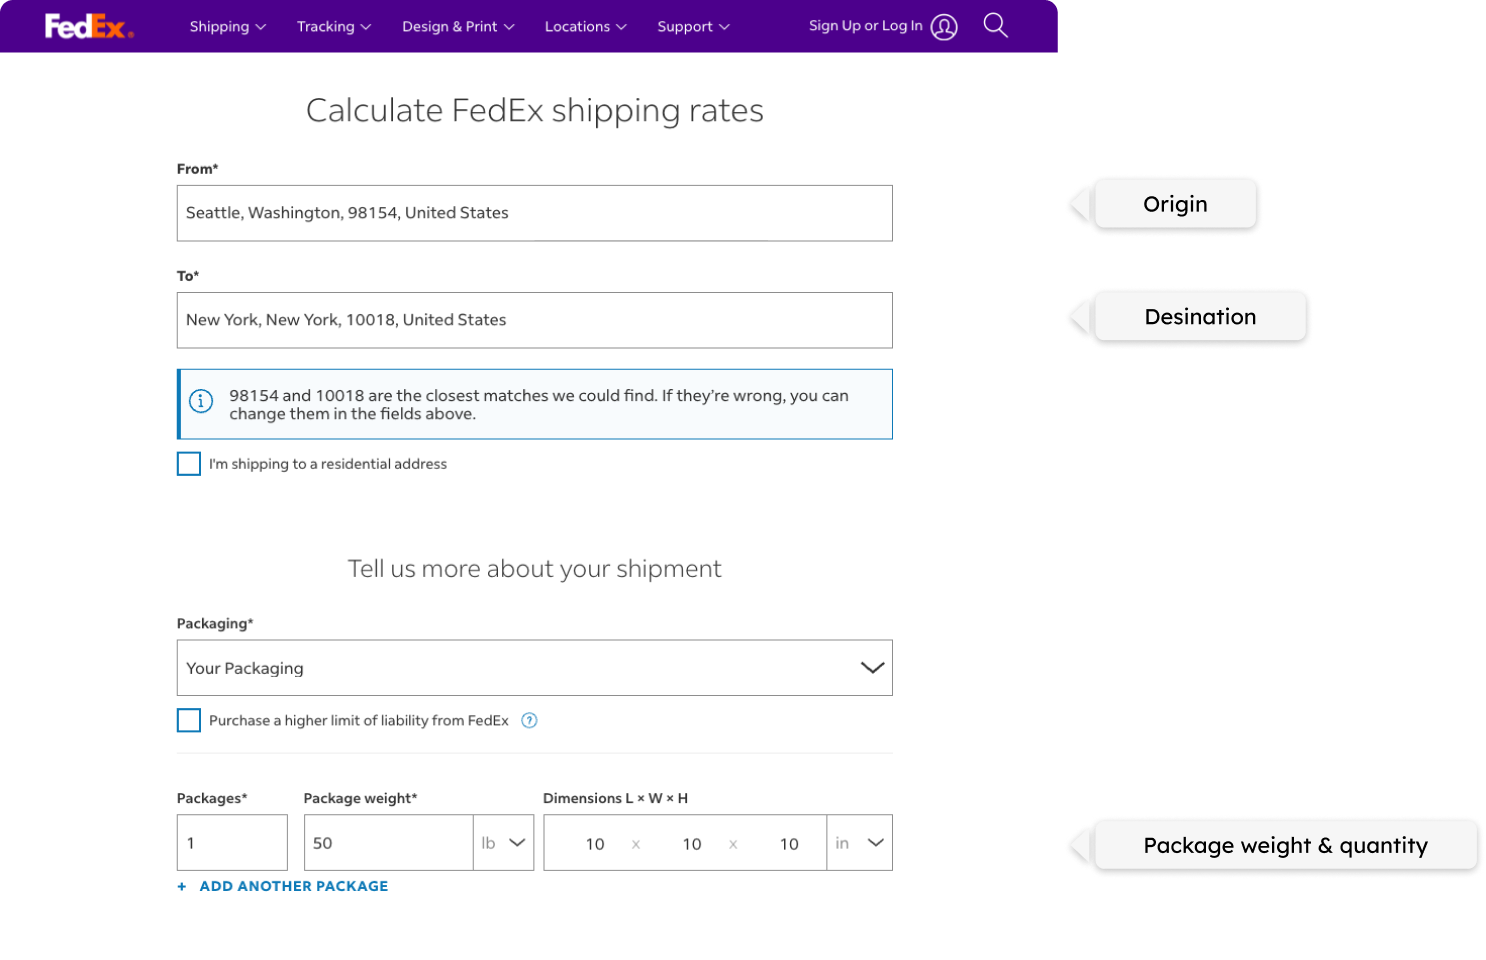 FedEx. Shipping Tracking Design & Print Locations Support Sign Up or Log In
Calculate FedEx shipping rates
From*
Seattle, Washington, 98154, United States
Origin
To*
New York, New York, 10018, United States
Desination
98154 and 10018 are the closest matches we could find. If they're wrong, you can
change them in the fields above.
I'm shipping to a residential address
Tell us more about your shipment
Packaging*
Your Packaging
Purchase a higher limit of liability from FedEx ?
Packages* Package weight* Dimensions L × W × H
1 50 lb 10 x 10 x 10 in
Package weight & quantity
+ ADD ANOTHER PACKAGE